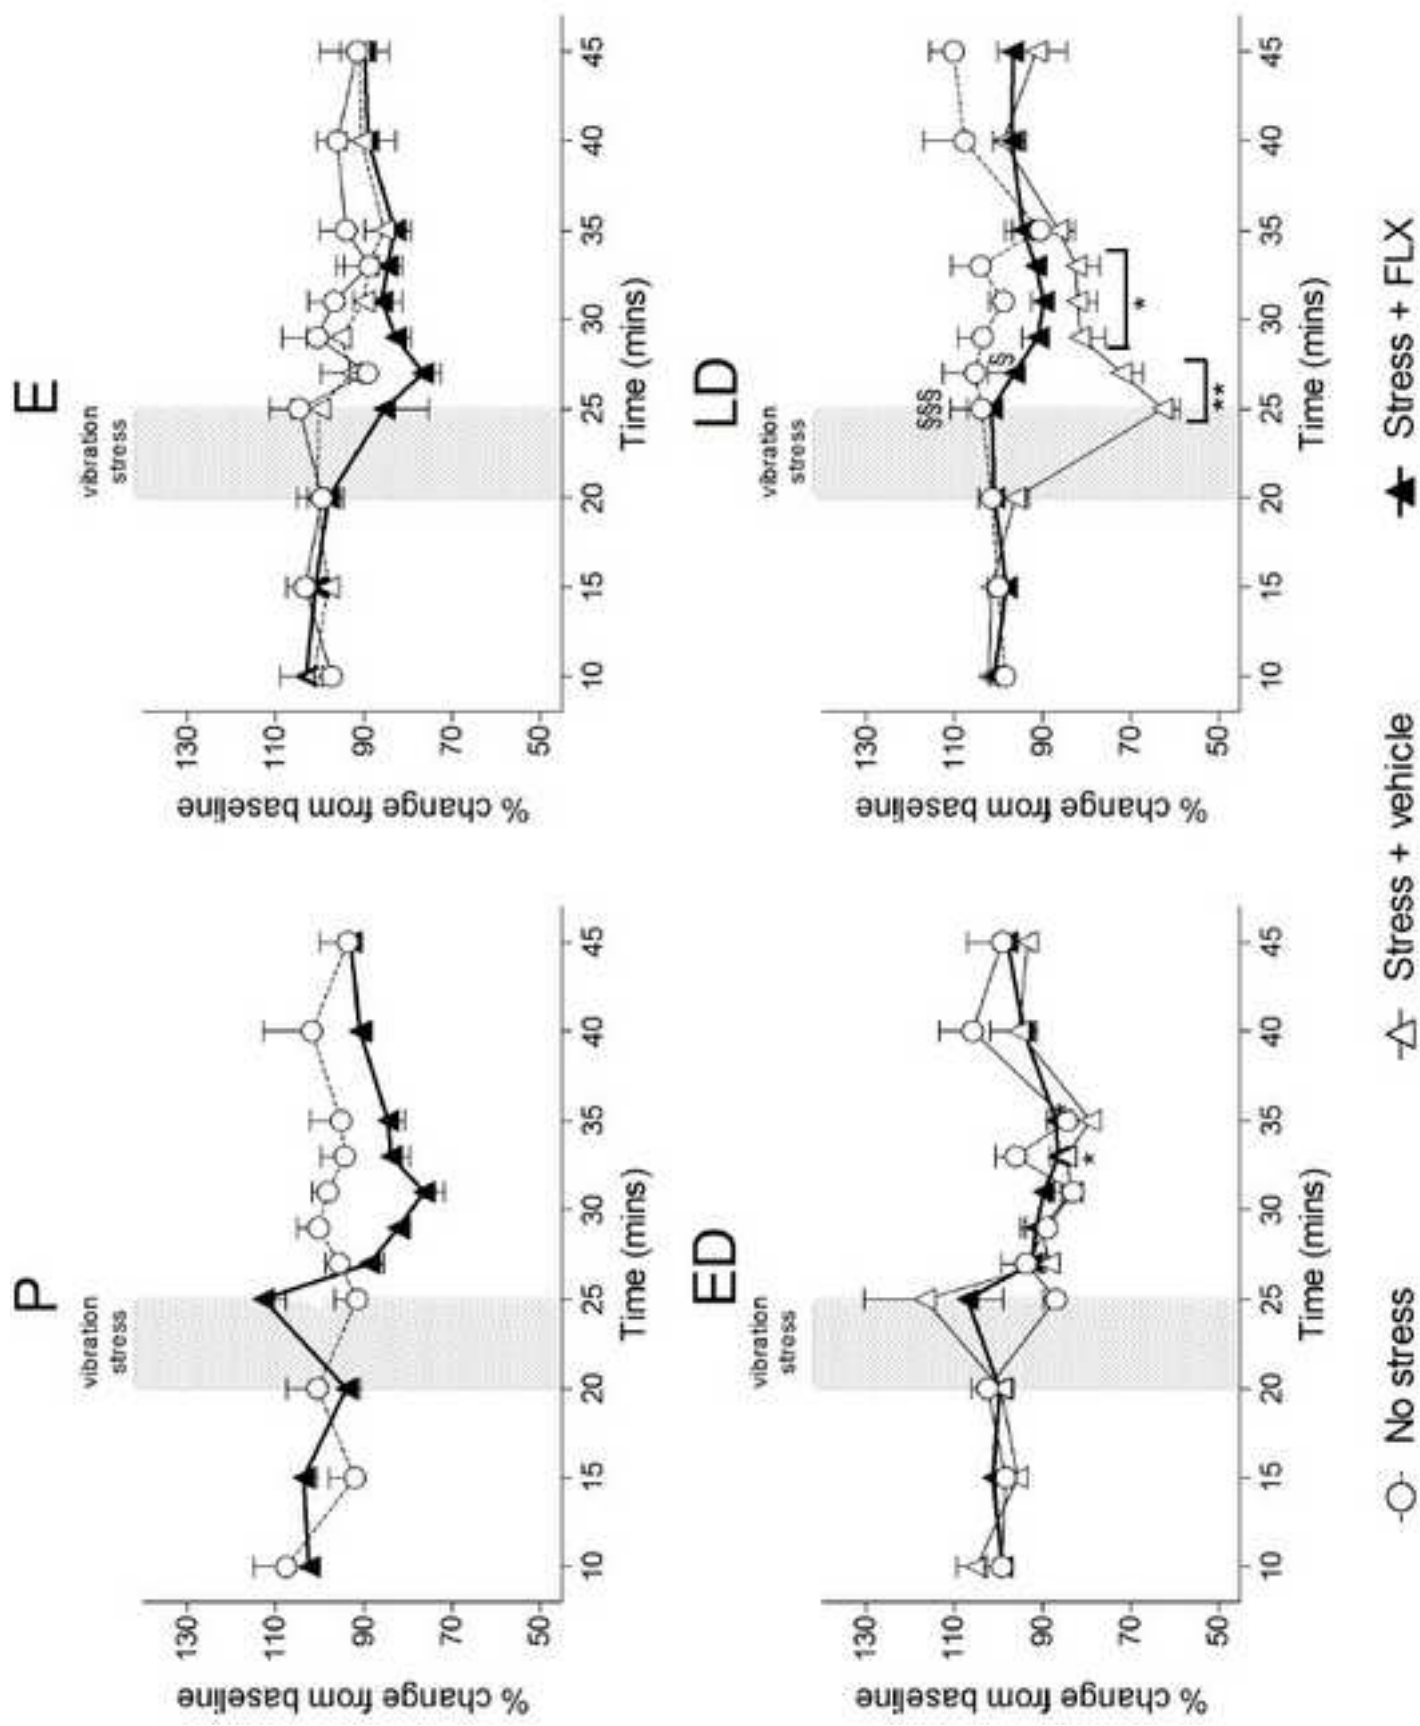 P
vibration
stress
% change from baseline
130
110
90
70
50
10
15
20
25
30
35
40
45
Time (mins)
E
vibration
stress
% change from baseline
130
110
90
70
50
10
15
20
25
30
35
40
45
Time (mins)
ED
vibration
stress
% change from baseline
130
110
90
70
50
*
*
10
15
20
25
30
35
40
45
Time (mins)
LD
vibration
stress
% change from baseline
130
110
90
70
50
§§§
§
**
*
10
15
20
25
30
35
40
45
Time (mins)
No stress
Stress + vehicle
Stress + FLX